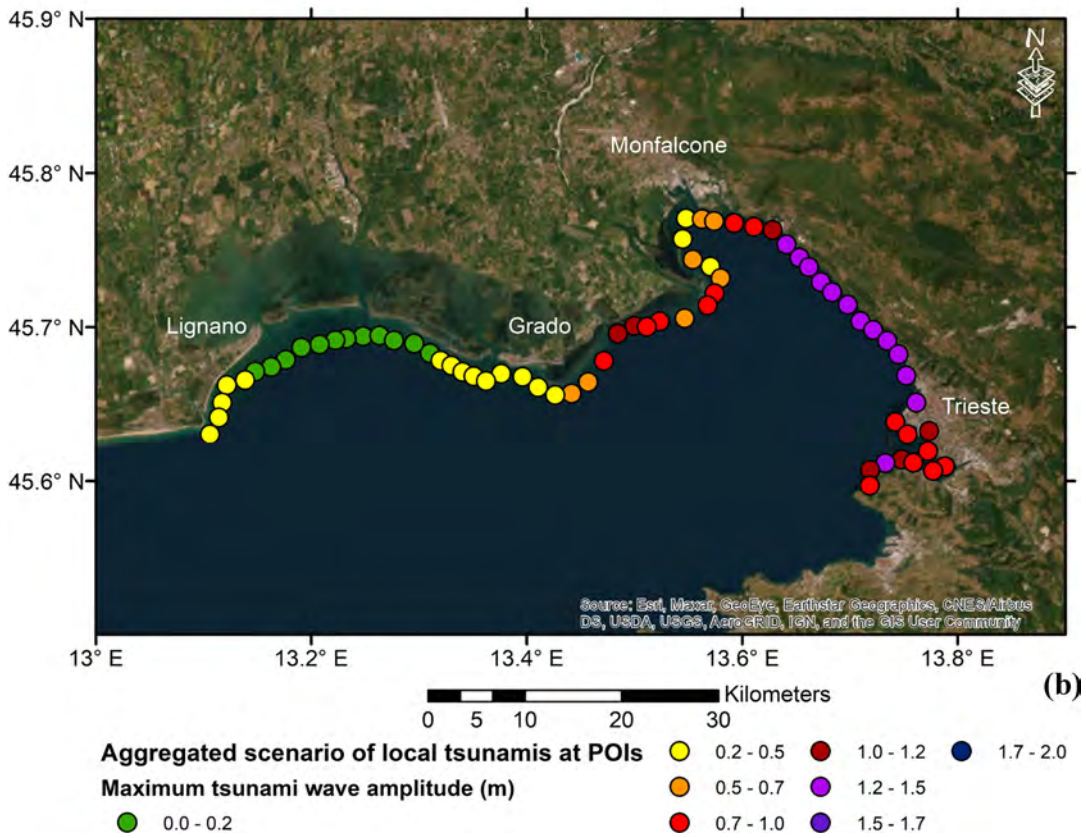 45.9° N
N
Monfalcone
45.8° N
Lignano
Grado
45.7° N
Trieste
45.6° N
Source: Esri, Maxar, GeoEye, Earthstar Geographics, CNES/Airbus
DS, USDA, USGS, AeroGRID, IGN, and the GIS User Community
13° E 13.2° E 13.4° E 13.6° E 13.8° E
(b)
Kilometers
0 5 10 20 30
Aggregated scenario of local tsunamis at POIs
Maximum tsunami wave amplitude (m)
0.0 - 0.2
0.2 - 0.5
0.5 - 0.7
0.7 - 1.0
1.0 - 1.2
1.2 - 1.5
1.5 - 1.7
1.7 - 2.0